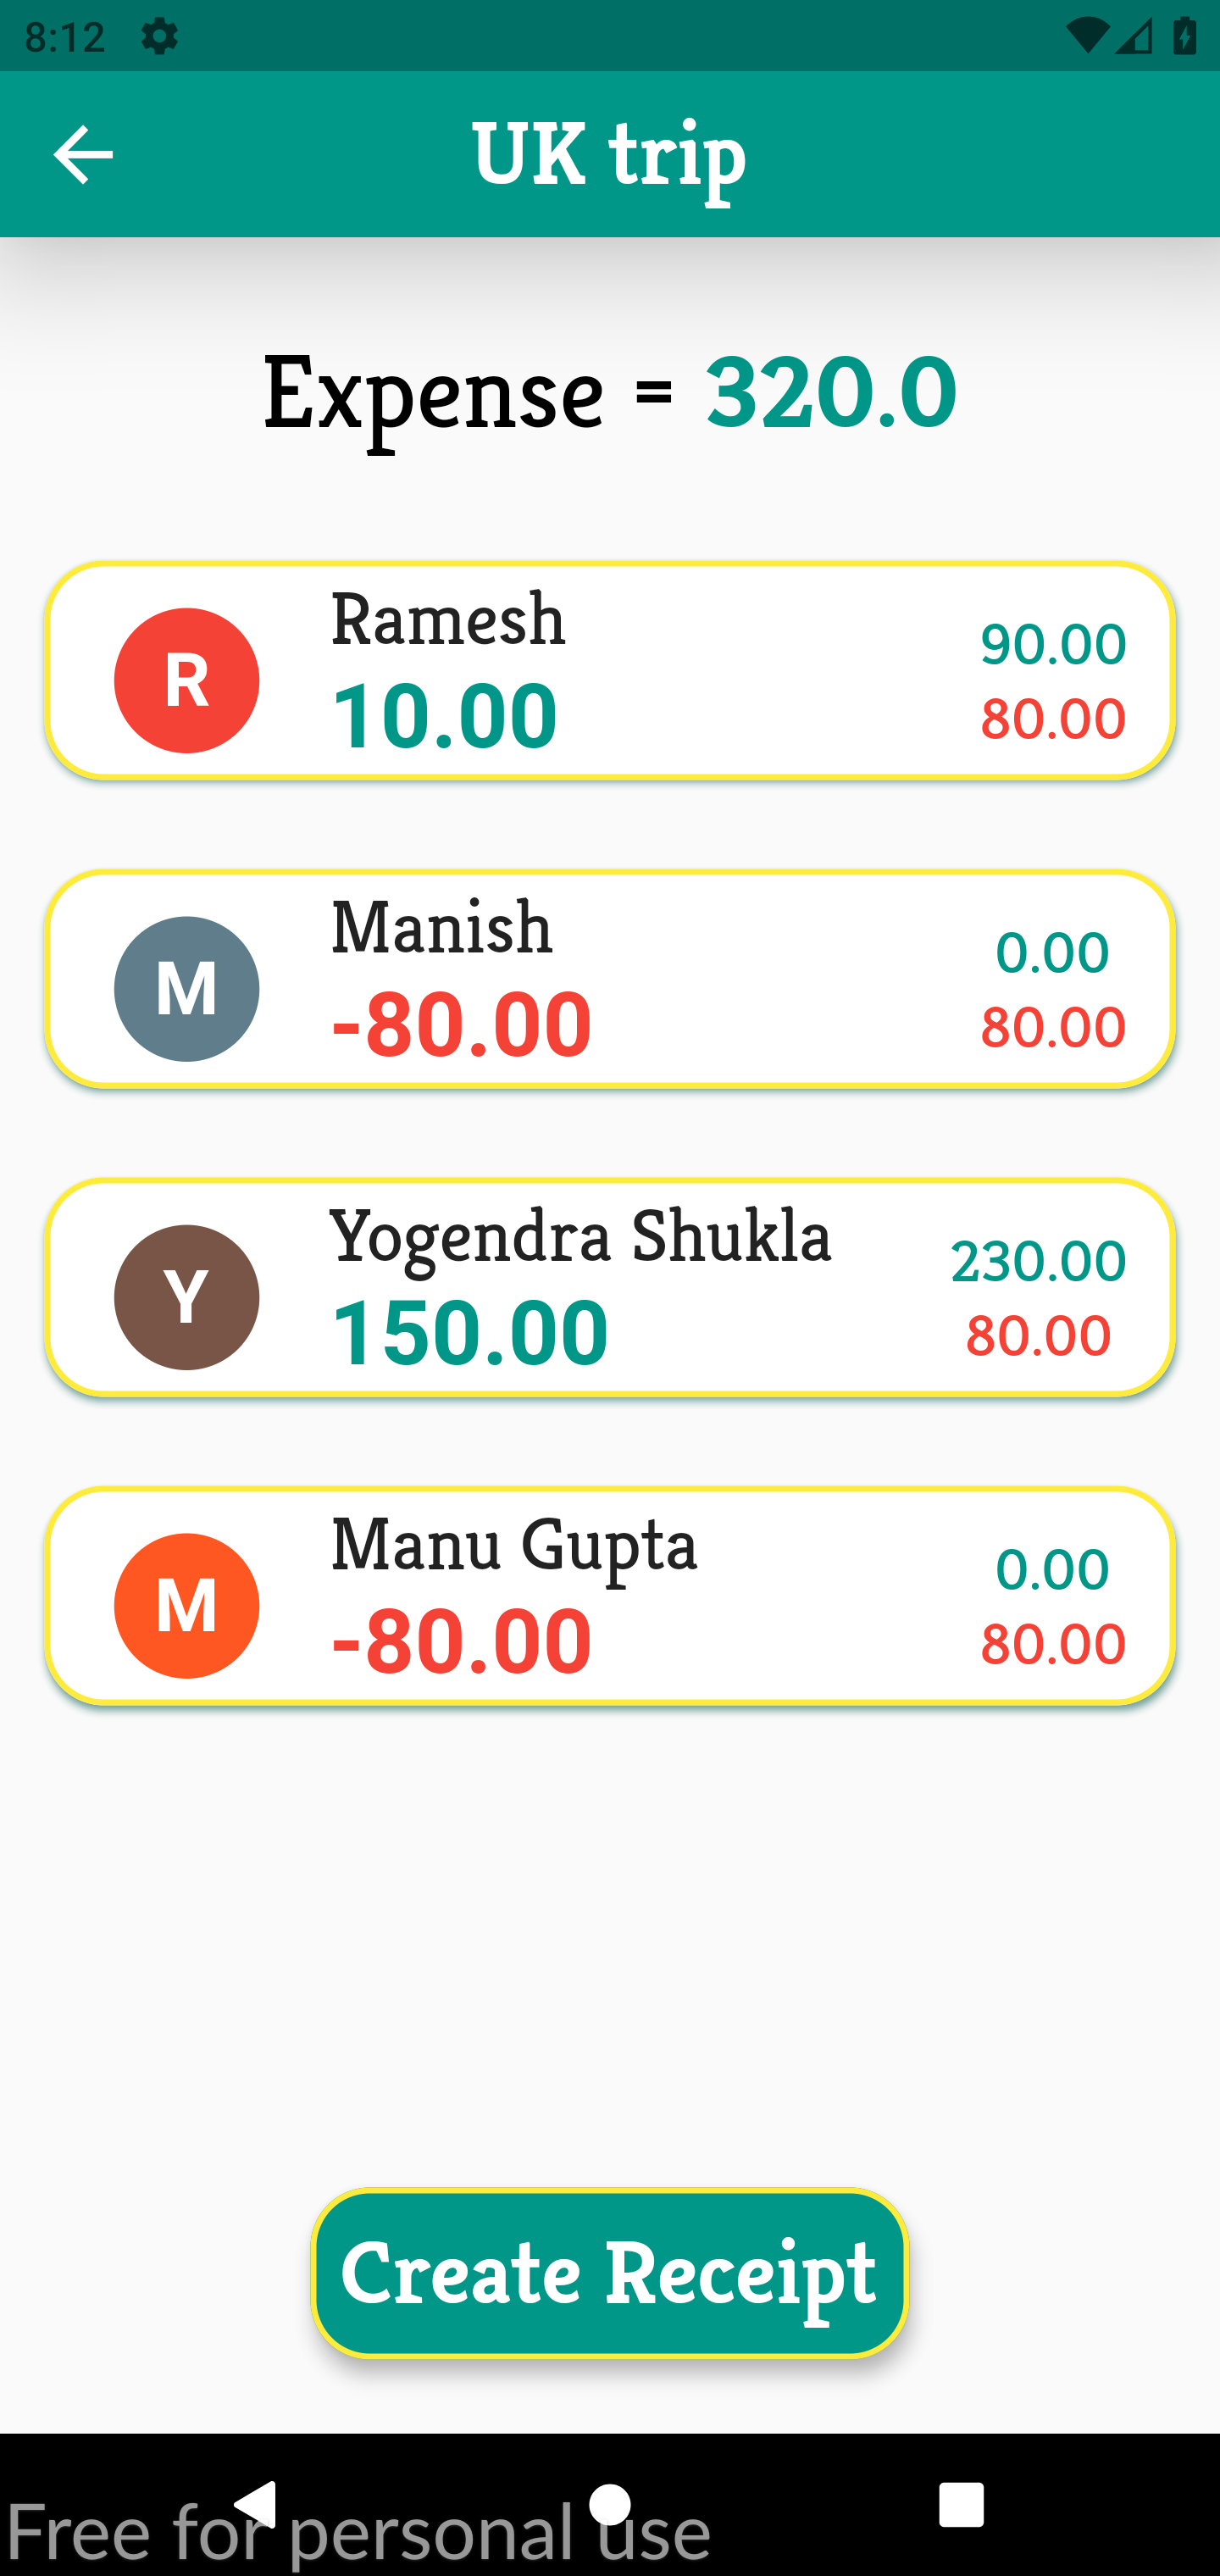 8:12
UK trip
Expense = 320.0
R
Ramesh
10.00
90.00
80.00
M
Manish
-80.00
0.00
80.00
Y
Yogendra Shukla
150.00
230.00
80.00
M
Manu Gupta
-80.00
0.00
80.00
Create Receipt
Free for personal use